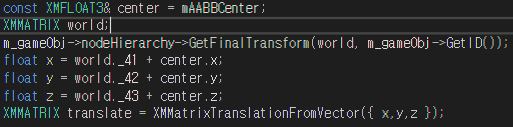 const XMFLOAT3& center = mAABBCenter;
XMMATRIX world;
m_gameObj->nodeHierarchy->GetFinalTransform(world, m_gameObj->GetID());
float x = world._41 + center.x;
float y = world._42 + center.y;
float z = world._43 + center.z;
XMMATRIX translate = XMMatrixTranslationFromVector({ x,y,z });